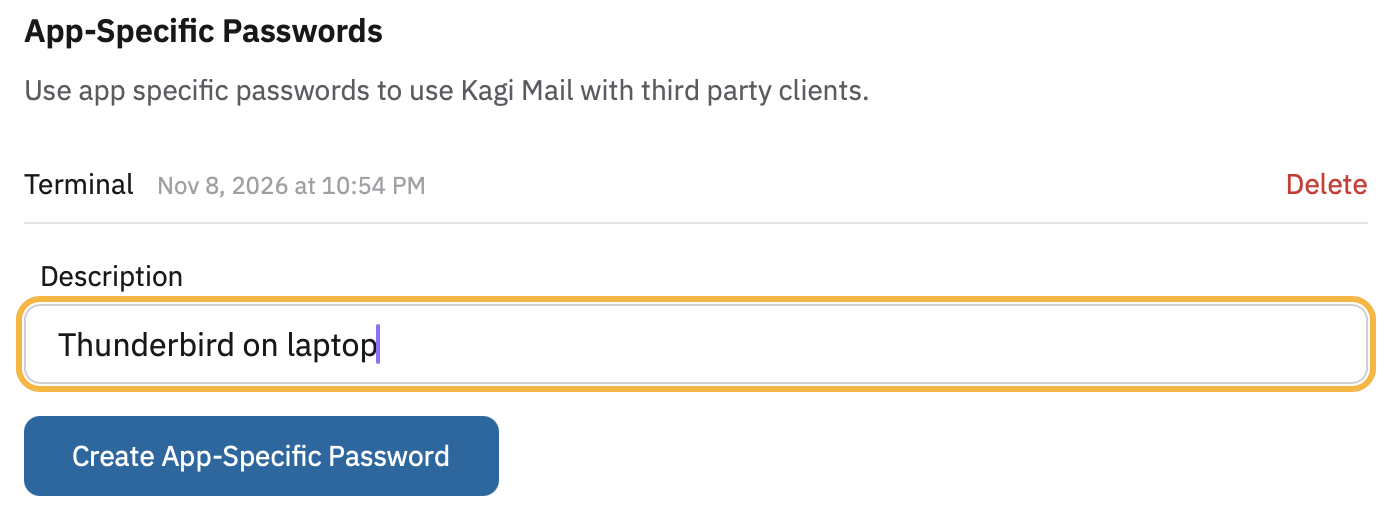 App-Specific Passwords
Use app specific passwords to use Kagi Mail with third party clients.
Terminal Nov 8, 2026 at 10:54 PM Delete
Description
Thunderbird on laptop
Create App-Specific Password